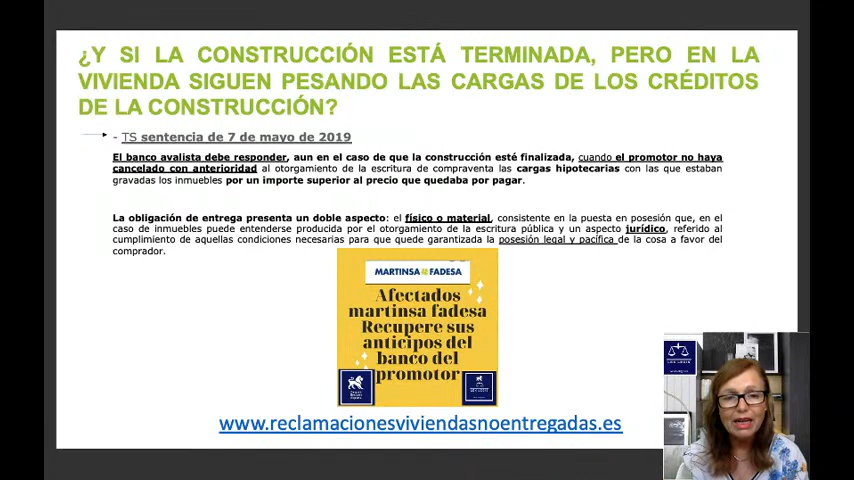 ¿Y SI LA CONSTRUCCIÓN ESTÁ TERMINADA, PERO EN LA
VIVIENDA SIGUEN PESANDO LAS CARGAS DE LOS CRÉDITOS
DE LA CONSTRUCCIÓN?
- TS sentencia de 7 de mayo de 2019
El banco avalista debe responder, aun en el caso de que la construcción esté finalizada, cuando el promotor no haya
cancelado con anterioridad al otorgamiento de la escritura de compraventa las cargas hipotecarias con las que estaban
gravadas los inmuebles por un importe superior al precio que quedaba por pagar.
La obligación de entrega presenta un doble aspecto: el físico o material, consistente en la puesta en posesión que, en el
caso de inmuebles puede entenderse producida por el otorgamiento de la escritura pública y un aspecto jurídico, referido al
cumplimiento de aquellas condiciones necesarias para que quede garantizada la posesión legal y pacífica de la cosa a favor del
comprador.
MARTINSA FADESA
Afectados
martinsa fadesa
Recupere sus
anticipos del
banco del
promotor
www.reclamacionesviviendasnoentregadas.es